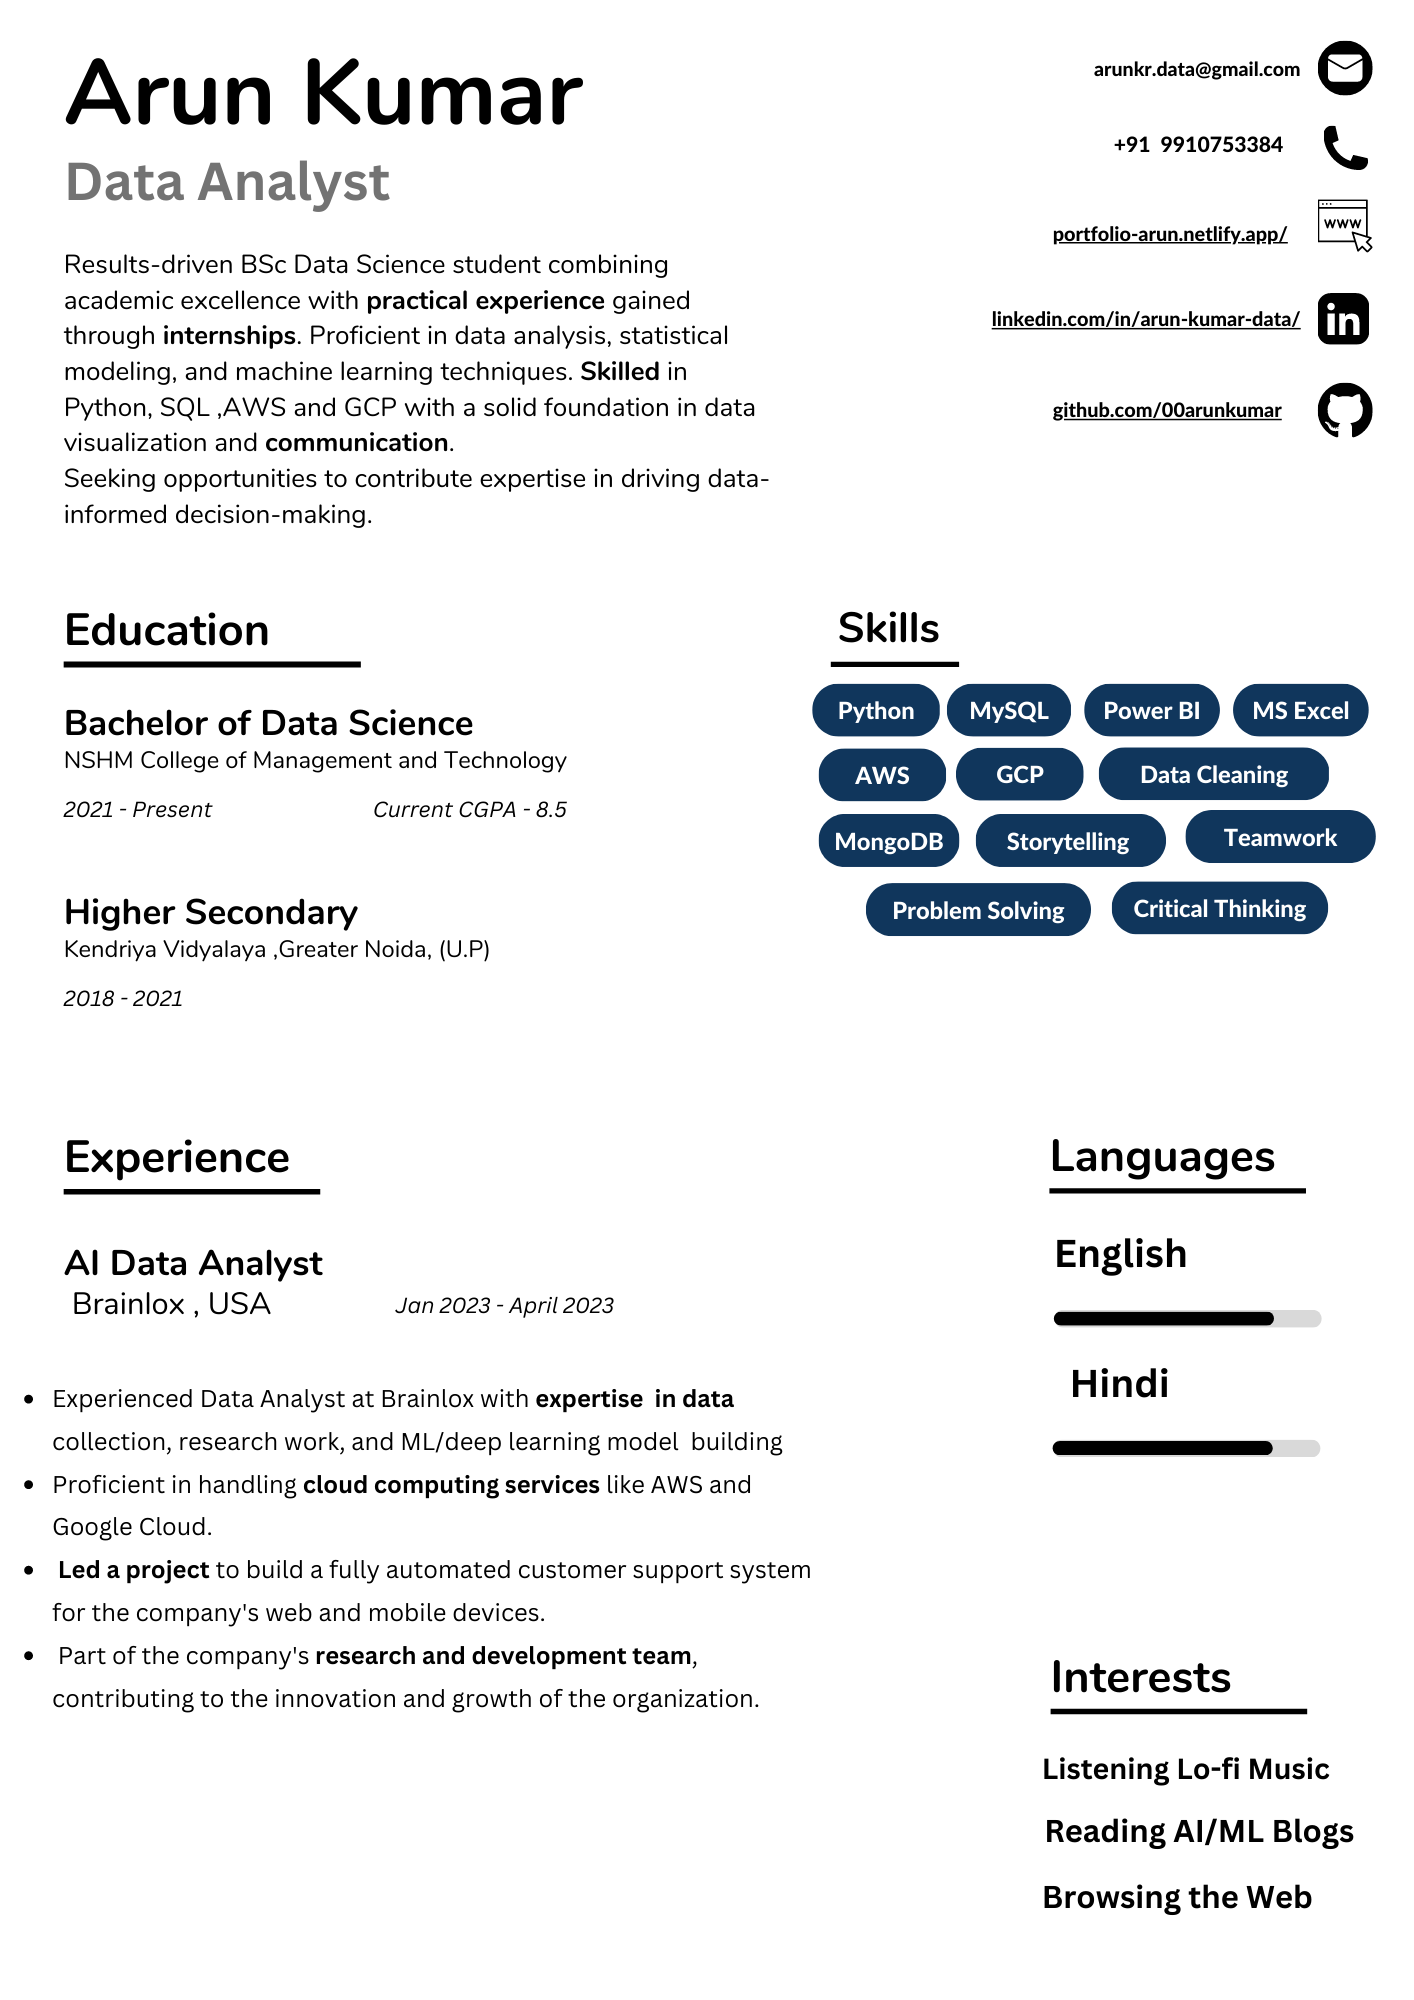 Arun Kumar
Data Analyst
arunkr.data@gmail.com
+91 9910753384
www
portfolio-arun.netlify.app/
linkedin.com/in/arun-kumar-data/
in
github.com/00arunkumar
Results-driven BSc Data Science student combining
academic excellence with practical experience gained
through internships. Proficient in data analysis, statistical
modeling, and machine learning techniques. Skilled in
Python, SQL ,AWS and GCP with a solid foundation in data
visualization and communication.
Seeking opportunities to contribute expertise in driving data-
informed decision-making.
Education
Bachelor of Data Science
NSHM College of Management and Technology
2021 - Present Current CGPA - 8.5
Higher Secondary
Kendriya Vidyalaya ,Greater Noida, (U.P)
2018 - 2021
Skills
Python MySQL Power BI MS Excel
AWS GCP Data Cleaning
MongoDB Storytelling Teamwork
Problem Solving Critical Thinking
Experience
AI Data Analyst
Brainlox , USA Jan 2023 - April 2023
• Experienced Data Analyst at Brainlox with expertise in data
collection, research work, and ML/deep learning model building
• Proficient in handling cloud computing services like AWS and
Google Cloud.
• Led a project to build a fully automated customer support system
for the company's web and mobile devices.
• Part of the company's research and development team,
contributing to the innovation and growth of the organization.
Languages
English
Hindi
Interests
Listening Lo-fi Music
Reading AI/ML Blogs
Browsing the Web